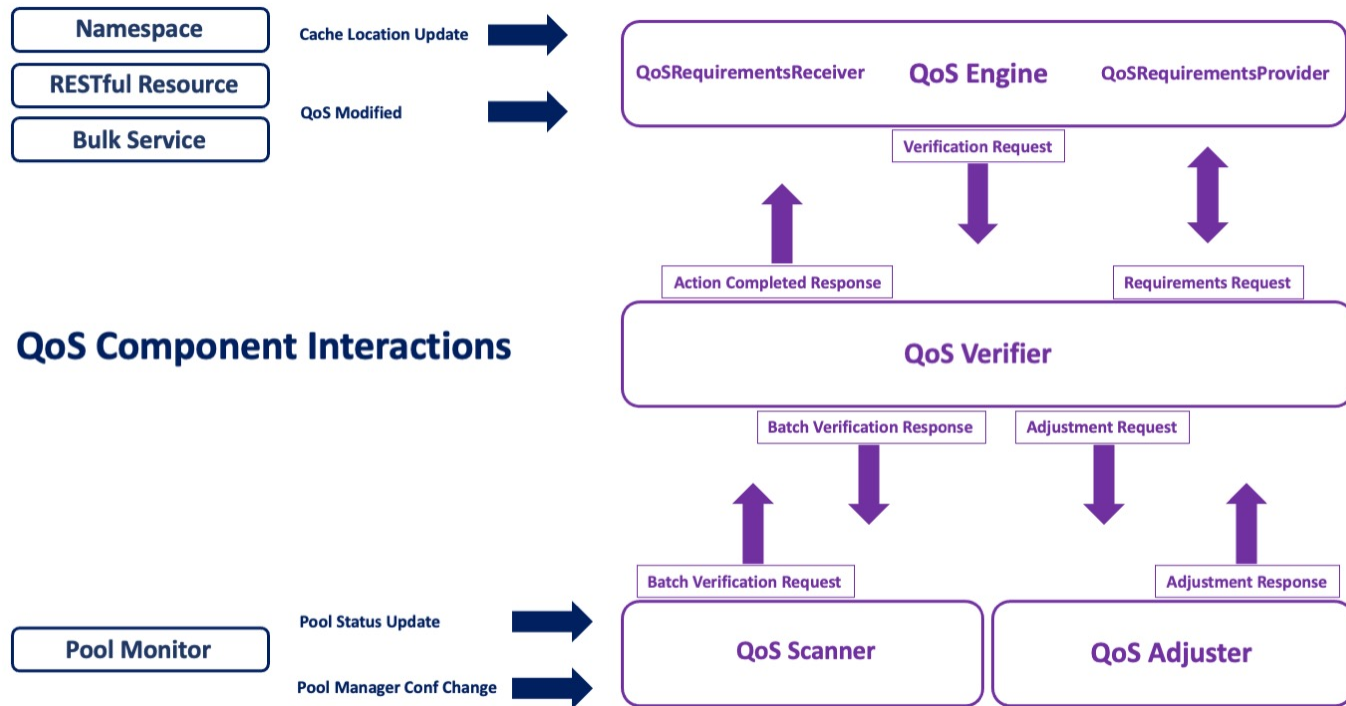 Namespace
Cache Location Update
RESTful Resource
QoS Modified
Bulk Service
QoSRequirementsReceiver
QoS Engine
QoSRequirementsProvider
Verification Request
Action Completed Response
Requirements Request
QoS Component Interactions
QoS Verifier
Batch Verification Response
Adjustment Request
Batch Verification Request
Adjustment Response
Pool Status Update
Pool Monitor
Pool Manager Conf Change
QoS Scanner
QoS Adjuster